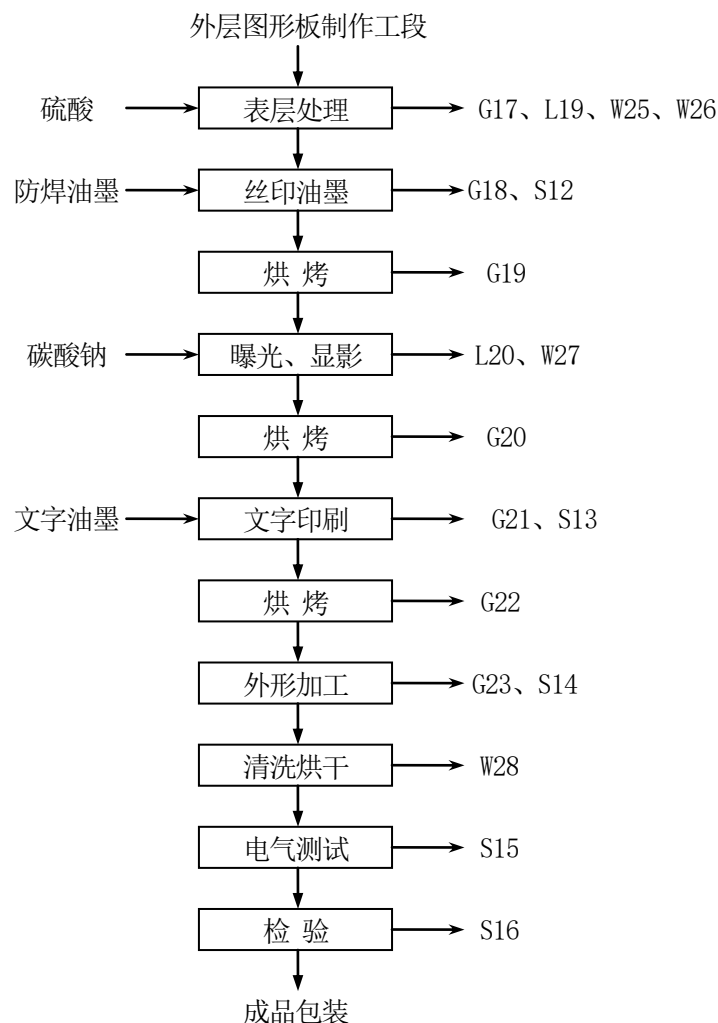 外层图形板制作工段
硫酸 表层处理 G17、L19、W25、W26
防焊油墨 丝印油墨 G18、S12
烘 烤 G19
碳酸钠 曝光、显影 L20、W27
烘 烤 G20
文字油墨 文字印刷 G21、S13
烘 烤 G22
外形加工 G23、S14
清洗烘干 W28
电气测试 S15
检 验 S16
成品包装